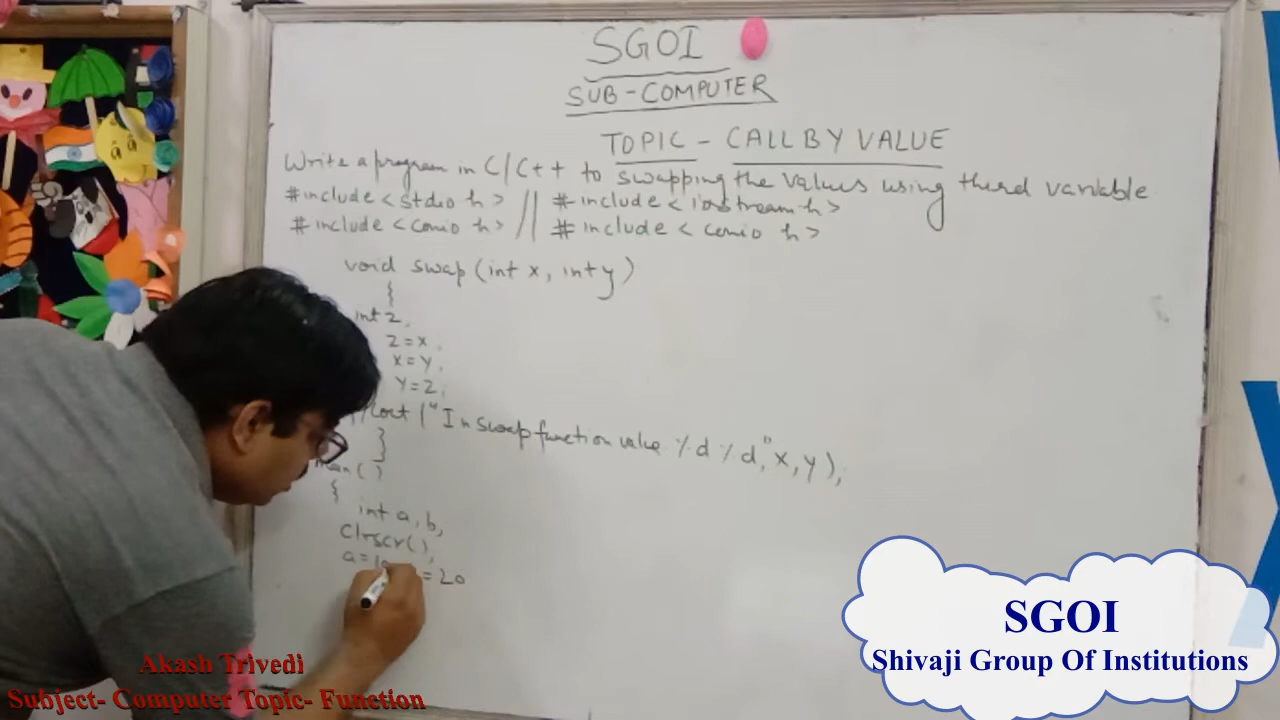 SGOI
SUB-COMPUTER
TOPIC - CALL BY VALUE
Write a program in C/C++ to swapping the values using third variable
#include <stdio h> // #include <iostream h>
#include <conio h> // #include <conio h>
void swap (int x, int y)
{
int z,
z=x,
x=y,
y=z;
("In swap function value %d %d", x, y);
}
main()
{
int a, b,
clrscr();
a=10 =20
SGOI
Shivaji Group Of Institutions
Akash Trivedi
Subject- Computer Topic- Function